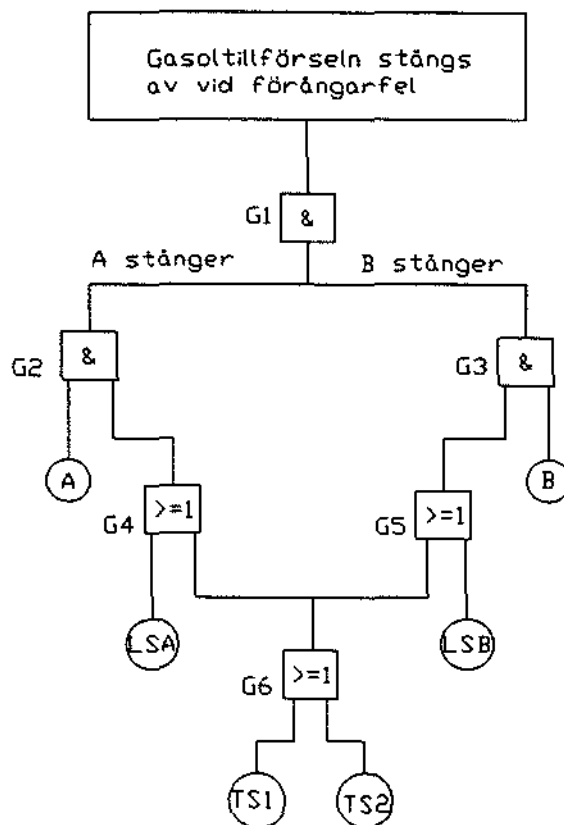 Gasoltillförseln stängs
av vid förångarfel
G1
&
A stänger
B stänger
G2
&
G3
&
A
B
G4
>=1
G5
>=1
LSA
LSB
G6
>=1
TS1
TS2